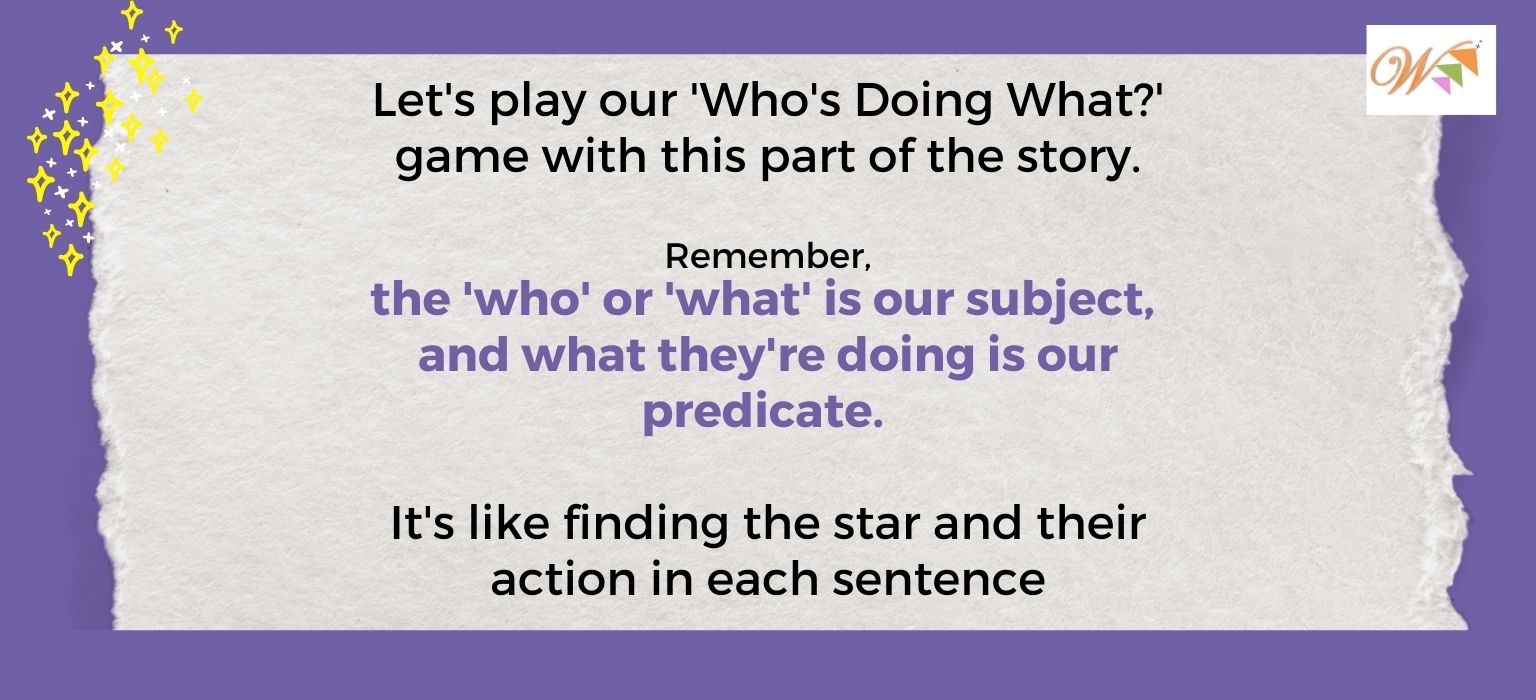 W
Let's play our 'Who's Doing What?'
game with this part of the story.
Remember,
the 'who' or 'what' is our subject,
and what they're doing is our
predicate.
It's like finding the star and their
action in each sentence